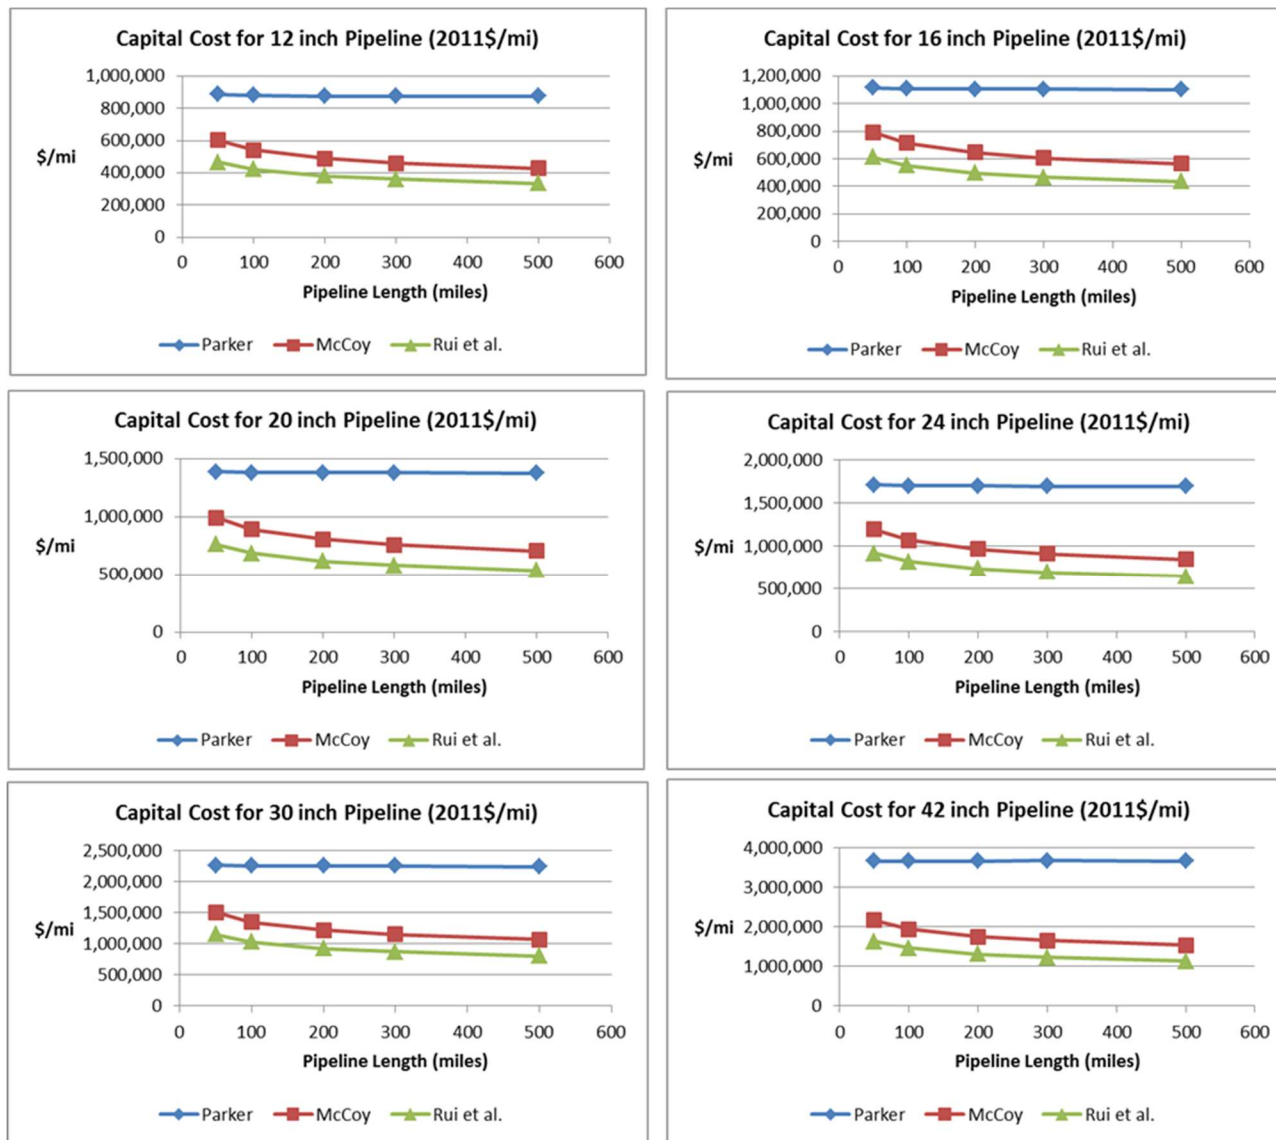 Capital Cost for 12 inch Pipeline (2011$/mi)
1,000,000
800,000
600,000
400,000
200,000
0
$/mi
0 100 200 300 400 500 600
Pipeline Length (miles)
Parker McCoy Rui et al.
Capital Cost for 16 inch Pipeline (2011$/mi)
1,200,000
1,000,000
800,000
600,000
400,000
200,000
0
$/mi
0 100 200 300 400 500 600
Pipeline Length (miles)
Parker McCoy Rui et al.
Capital Cost for 20 inch Pipeline (2011$/mi)
1,500,000
1,000,000
500,000
0
$/mi
0 100 200 300 400 500 600
Pipeline Length (miles)
Parker McCoy Rui et al.
Capital Cost for 24 inch Pipeline (2011$/mi)
2,000,000
1,500,000
1,000,000
500,000
0
$/mi
0 100 200 300 400 500 600
Pipeline Length (miles)
Parker McCoy Rui et al.
Capital Cost for 30 inch Pipeline (2011$/mi)
2,500,000
2,000,000
1,500,000
1,000,000
500,000
0
$/mi
0 100 200 300 400 500 600
Pipeline Length (miles)
Parker McCoy Rui et al.
Capital Cost for 42 inch Pipeline (2011$/mi)
4,000,000
3,000,000
2,000,000
1,000,000
0
$/mi
0 100 200 300 400 500 600
Pipeline Length (miles)
Parker McCoy Rui et al.